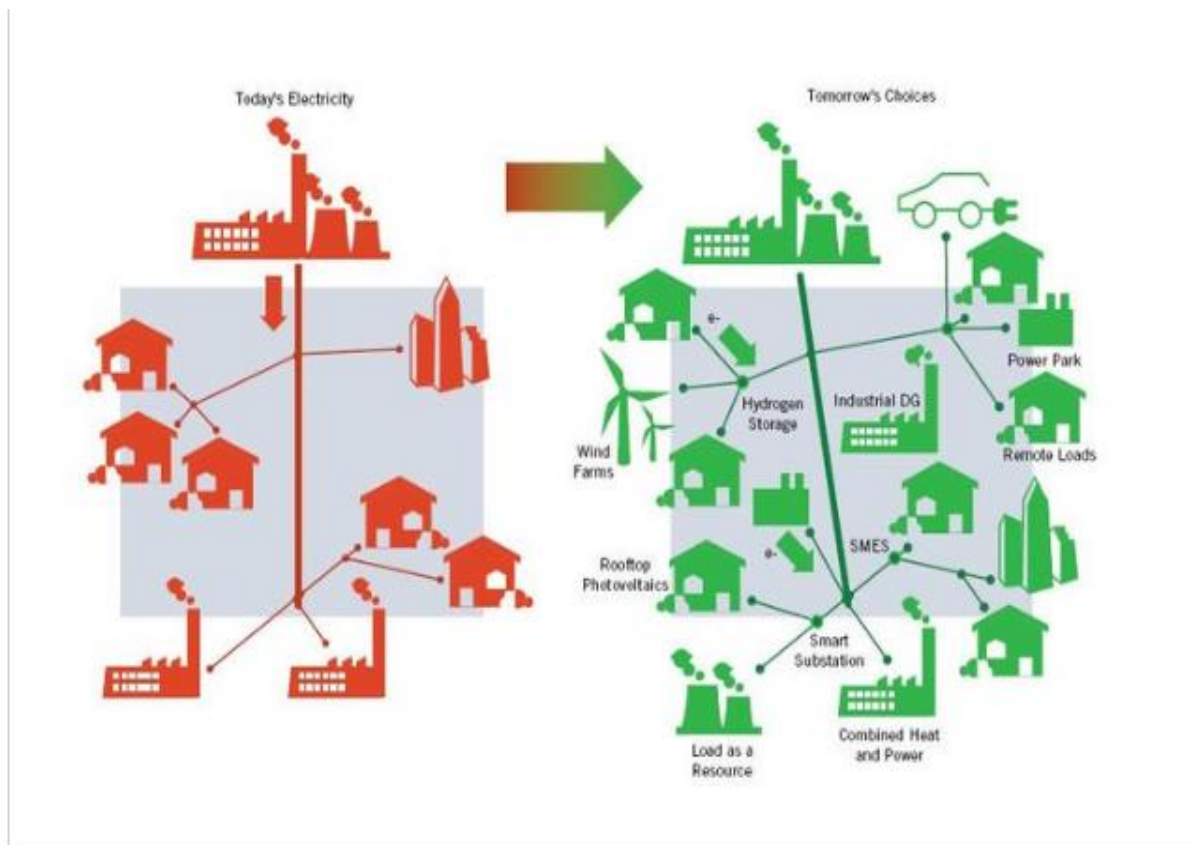 Today's Electricity
Tomorrow's Choices
e-
Power Park
Hydrogen
Storage
Industrial DG
Wind
Farms
Remote Loads
SMES
e-
Rooftop
Photovoltaics
Smart
Substation
Combined Heat
and Power
Load as a
Resource